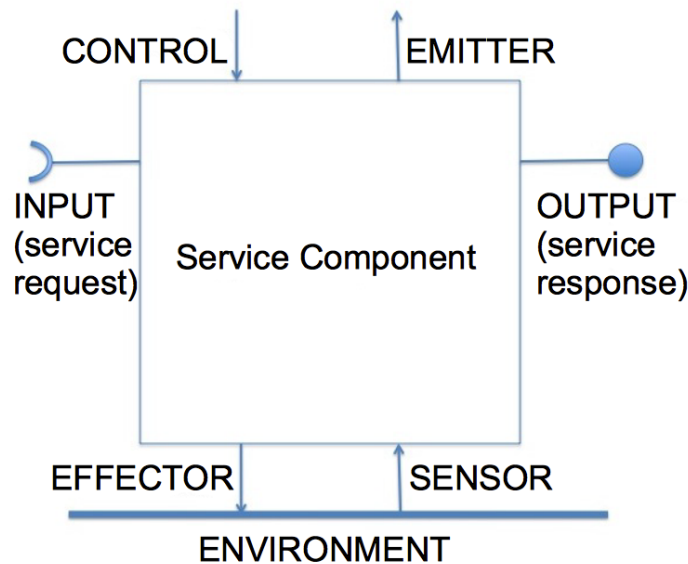 CONTROL
EMITTER
INPUT
(service
request)
Service Component
OUTPUT
(service
response)
EFFECTOR
SENSOR
ENVIRONMENT